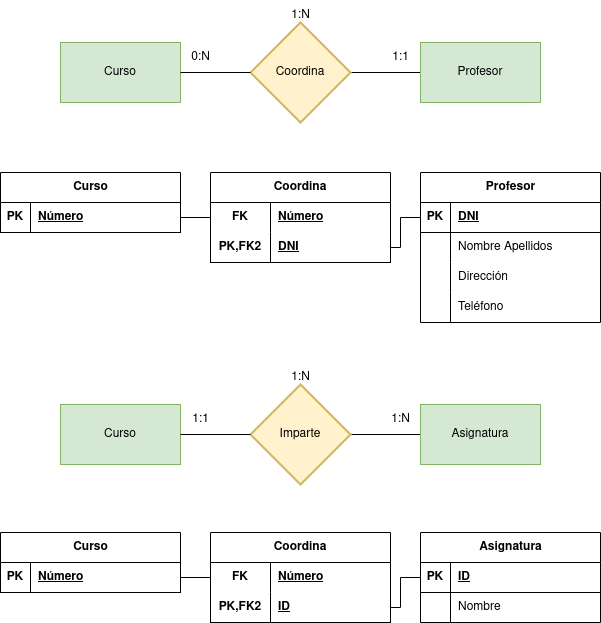 1:N
0:N
1:1
Curso
Coordina
Profesor
Curso
PK Número
Coordina
FK Número
PK,FK2 DNI
Profesor
PK DNI
Nombre Apellidos
Dirección
Teléfono
1:N
1:1
1:N
Curso
Imparte
Asignatura
Curso
PK Número
Coordina
FK Número
PK,FK2 ID
Asignatura
PK ID
Nombre